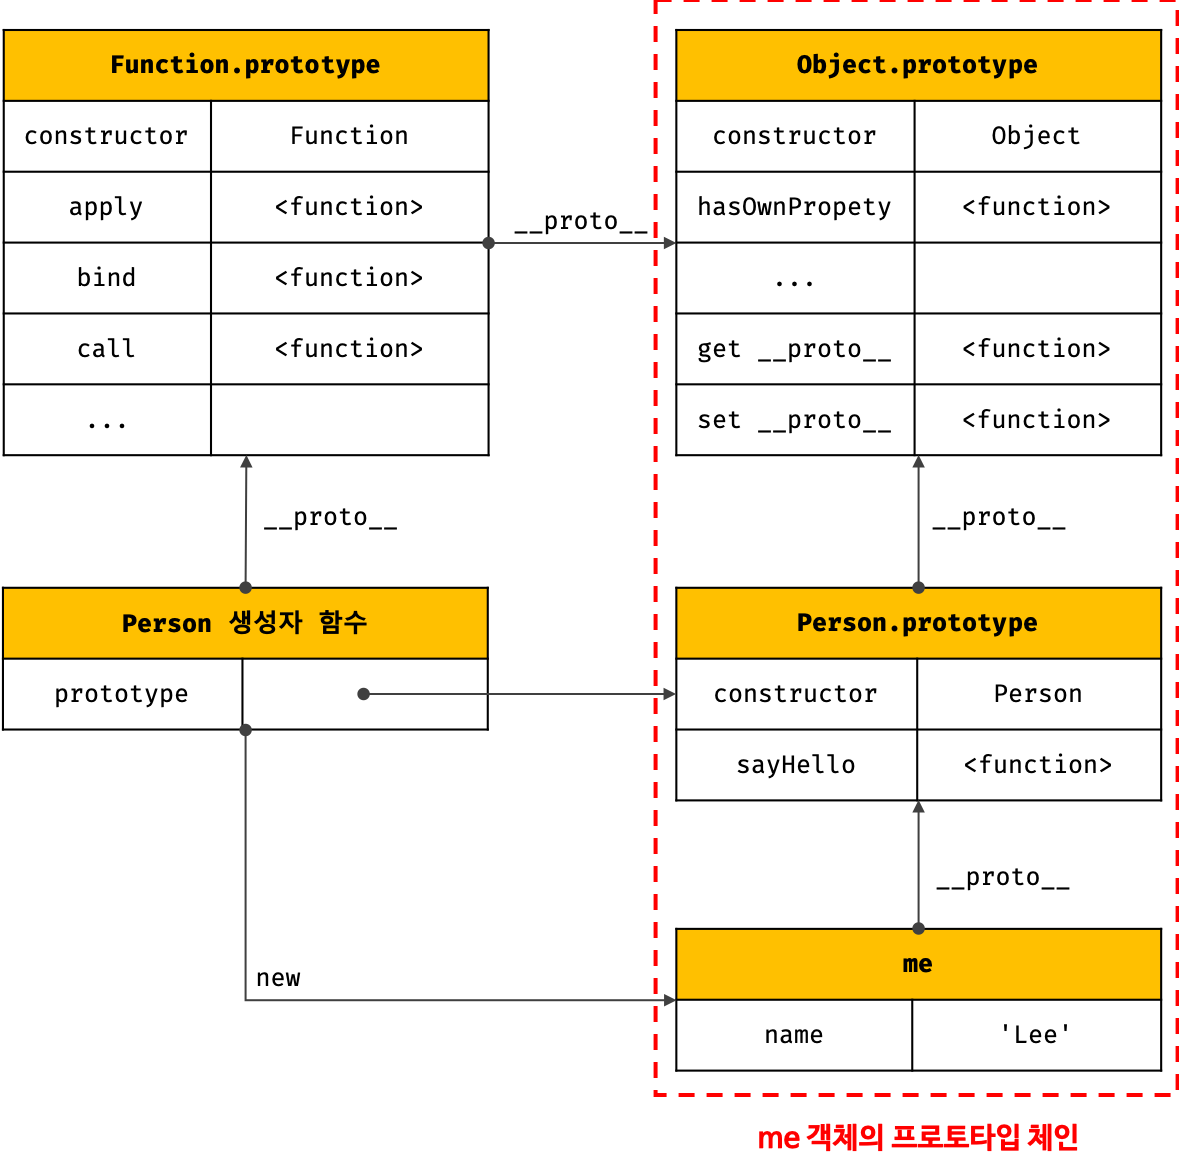 Function.prototype
constructor Function
apply <function>
bind <function>
call <function>
...
__proto__
Object.prototype
constructor Object
hasOwnPropety <function>
...
get __proto__ <function>
set __proto__ <function>
__proto__
__proto__
Person 생성자 함수
prototype
Person.prototype
constructor Person
sayHello <function>
__proto__
new
me
name 'Lee'
me 객체의 프로토타입 체인